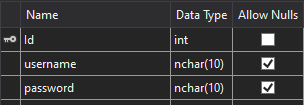 Name Data Type Allow Nulls
Id int
username nchar(10)
password nchar(10)